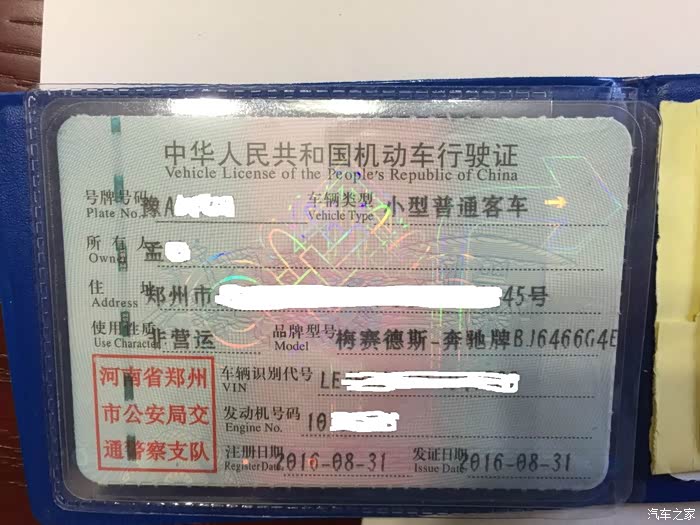 中华人民共和国机动车行驶证
Vehicle License of the People's Republic of China
号牌号码 Plate No. 豫A 车辆类型 Vehicle Type 小型普通客车
所有人 Owner 孟
住址 Address 郑州市 45号
使用性质 Use Character 非营运 品牌型号 Model 梅赛德斯-奔驰牌BJ6466G4E
河南省郑州
市公安局交
通警察支队
车辆识别代号 VIN LE
发动机号码 Engine No. 10
注册日期 Register Date 2016-08-31 发证日期 Issue Date 2016-08-31
汽车之家